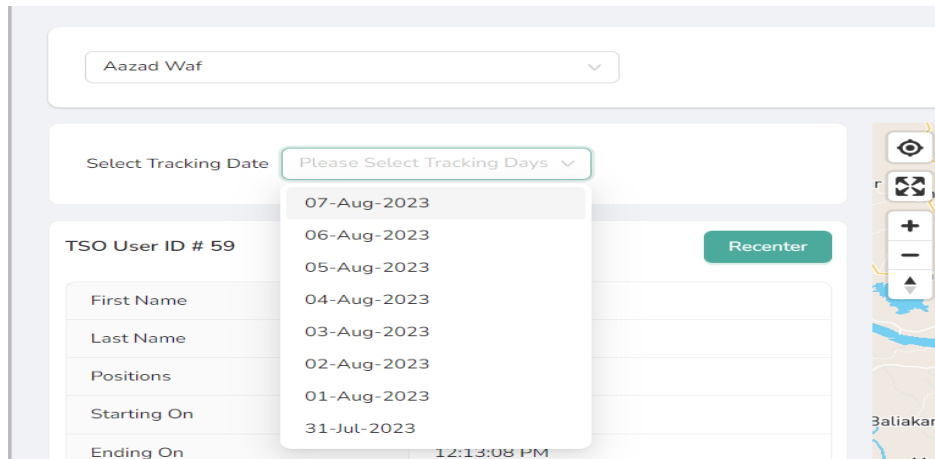 Aazad Waf
Select Tracking Date
Please Select Tracking Days
07-Aug-2023
06-Aug-2023
05-Aug-2023
04-Aug-2023
03-Aug-2023
02-Aug-2023
01-Aug-2023
31-Jul-2023
TSO User ID # 59
Recenter
First Name
Last Name
Positions
Starting On
Ending On
12:13:08 PM